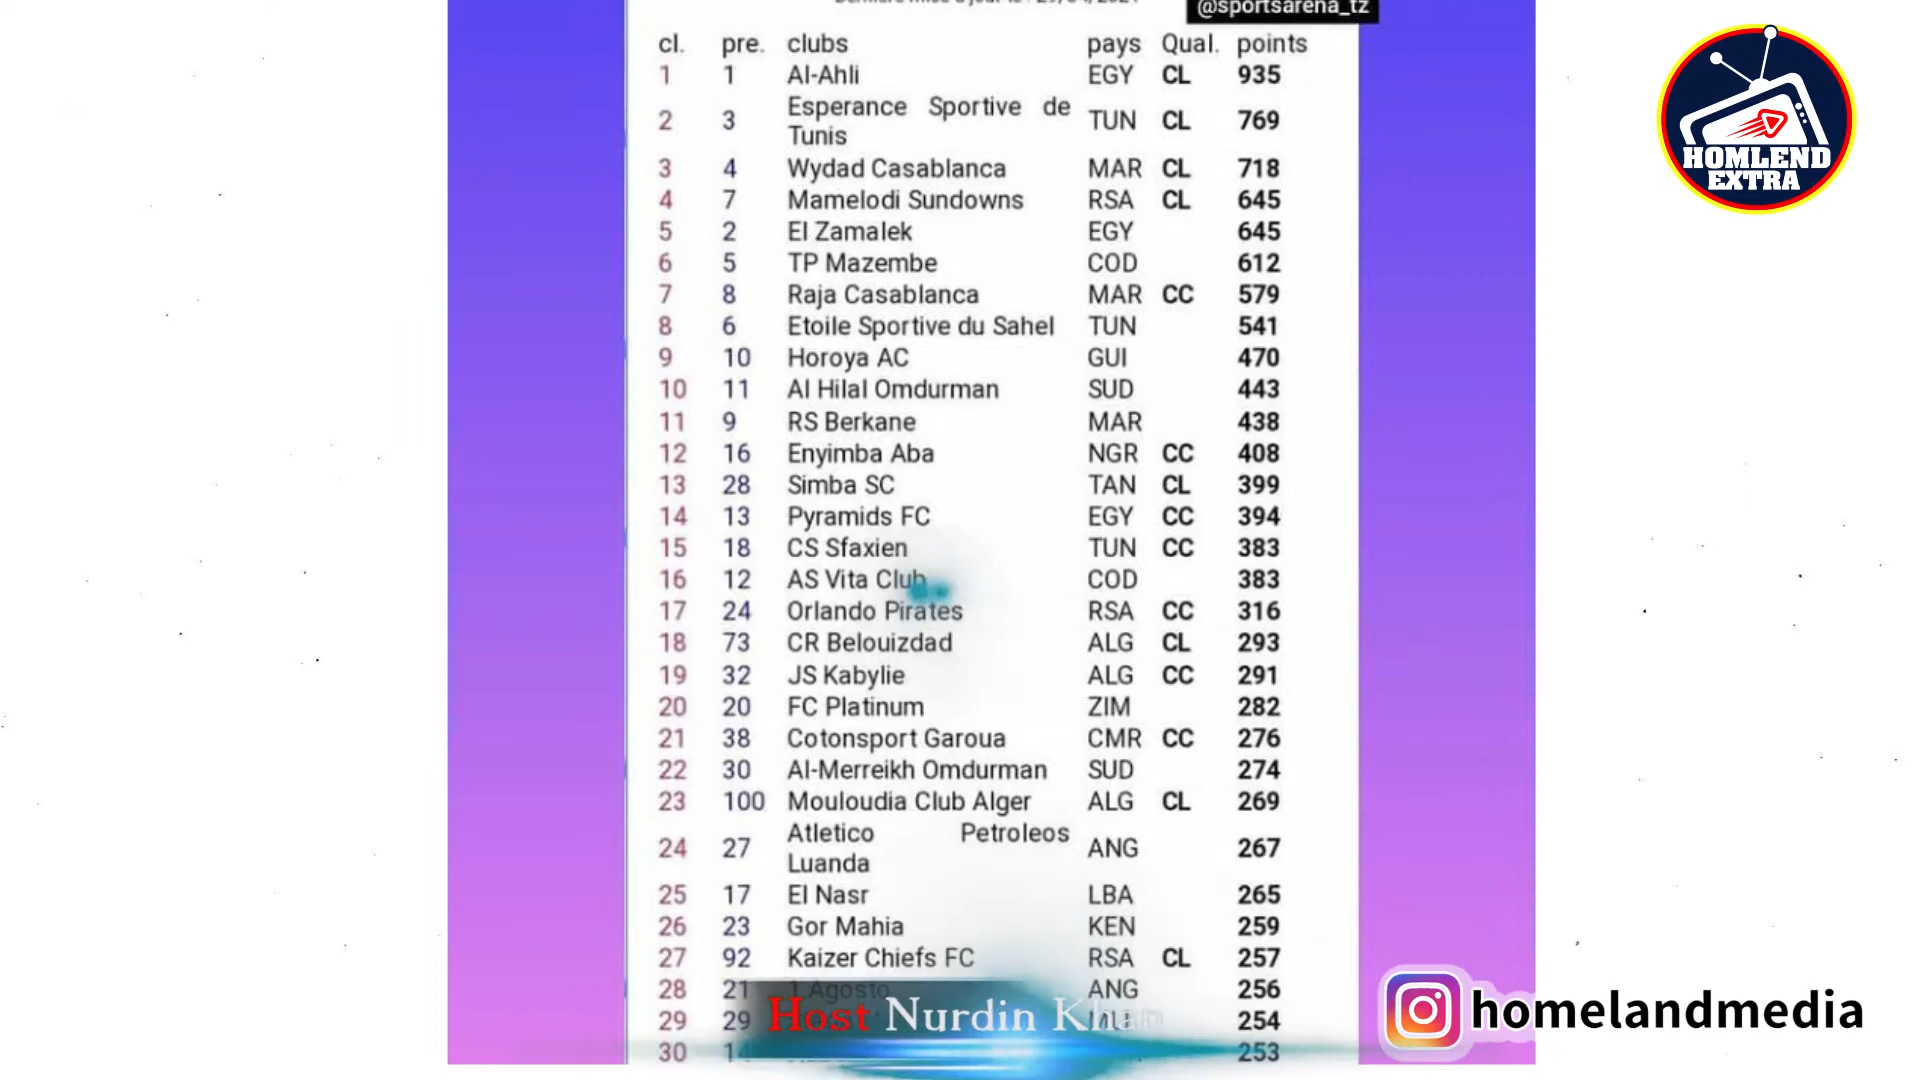 @sportsarena_tz
cl. pre. clubs pays Qual. points
1 1 Al-Ahli EGY CL 935
2 3 Esperance Sportive de Tunis TUN CL 769
3 4 Wydad Casablanca MAR CL 718
4 7 Mamelodi Sundowns RSA CL 645
5 2 El Zamalek EGY 645
6 5 TP Mazembe COD 612
7 8 Raja Casablanca MAR CC 579
8 6 Etoile Sportive du Sahel TUN 541
9 10 Horoya AC GUI 470
10 11 Al Hilal Omdurman SUD 443
11 9 RS Berkane MAR 438
12 16 Enyimba Aba NGR CC 408
13 28 Simba SC TAN CL 399
14 13 Pyramids FC EGY CC 394
15 18 CS Sfaxien TUN CC 383
16 12 AS Vita Club COD 383
17 24 Orlando Pirates RSA CC 316
18 73 CR Belouizdad ALG CL 293
19 32 JS Kabylie ALG CC 291
20 20 FC Platinum ZIM 282
21 38 Cotonsport Garoua CMR CC 276
22 30 Al-Merreikh Omdurman SUD 274
23 100 Mouloudia Club Alger ALG CL 269
24 27 Atletico Petroleos Luanda ANG 267
25 17 El Nasr LBA 265
26 23 Gor Mahia KEN 259
27 92 Kaizer Chiefs FC RSA CL 257
28 21 1 Agosto ANG 256
29 29 254
30 253
Host Nurdin Khan
HOMLEND
EXTRA
homelandmedia